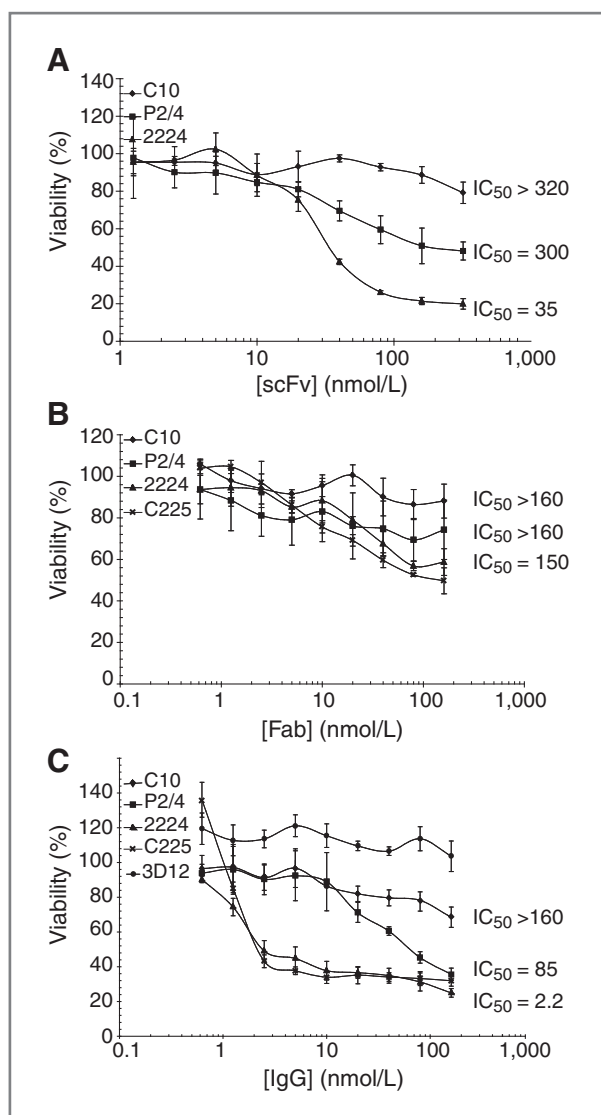 A
140
120
100
80
60
40
20
0
Viability (%)
C10
P2/4
2224
IC50 > 320
IC50 = 300
IC50 = 35
1 10 100 1,000
[scFv] (nmol/L)
B
120
100
80
60
40
20
0
Viability (%)
C10
P2/4
2224
C225
IC50 >160
IC50 >160
IC50 = 150
0.1 1 10 100 1,000
[Fab] (nmol/L)
C
140
120
100
80
60
40
20
0
Viability (%)
C10
P2/4
2224
C225
3D12
IC50 >160
IC50 = 85
IC50 = 2.2
0.1 1 10 100 1,000
[IgG] (nmol/L)